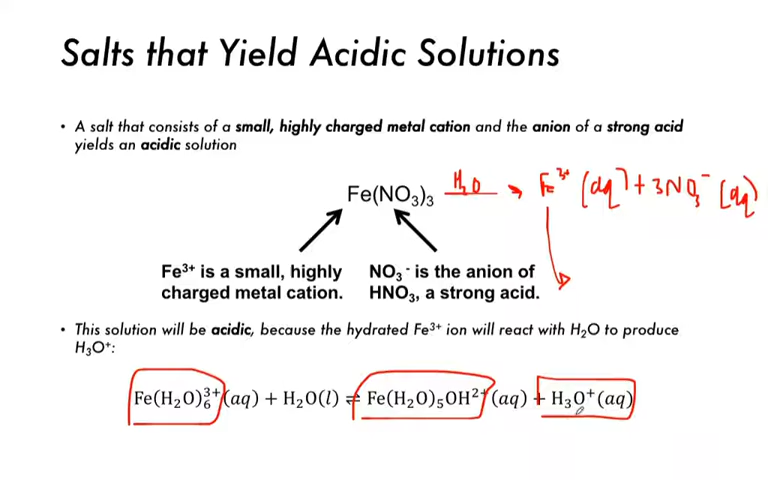 Salts that Yield Acidic Solutions
• A salt that consists of a small, highly charged metal cation and the anion of a strong acid
yields an acidic solution
Fe(NO₃)₃ H₂O → Fe³⁺ (aq) + 3NO₃⁻ (aq)
Fe³⁺ is a small, highly NO₃⁻ is the anion of
charged metal cation. HNO₃, a strong acid.
• This solution will be acidic, because the hydrated Fe³⁺ ion will react with H₂O to produce
H₃O⁺:
Fe(H₂O)₆³⁺(aq) + H₂O(l) ⇌ Fe(H₂O)₅OH²⁺(aq) + H₃O⁺(aq)